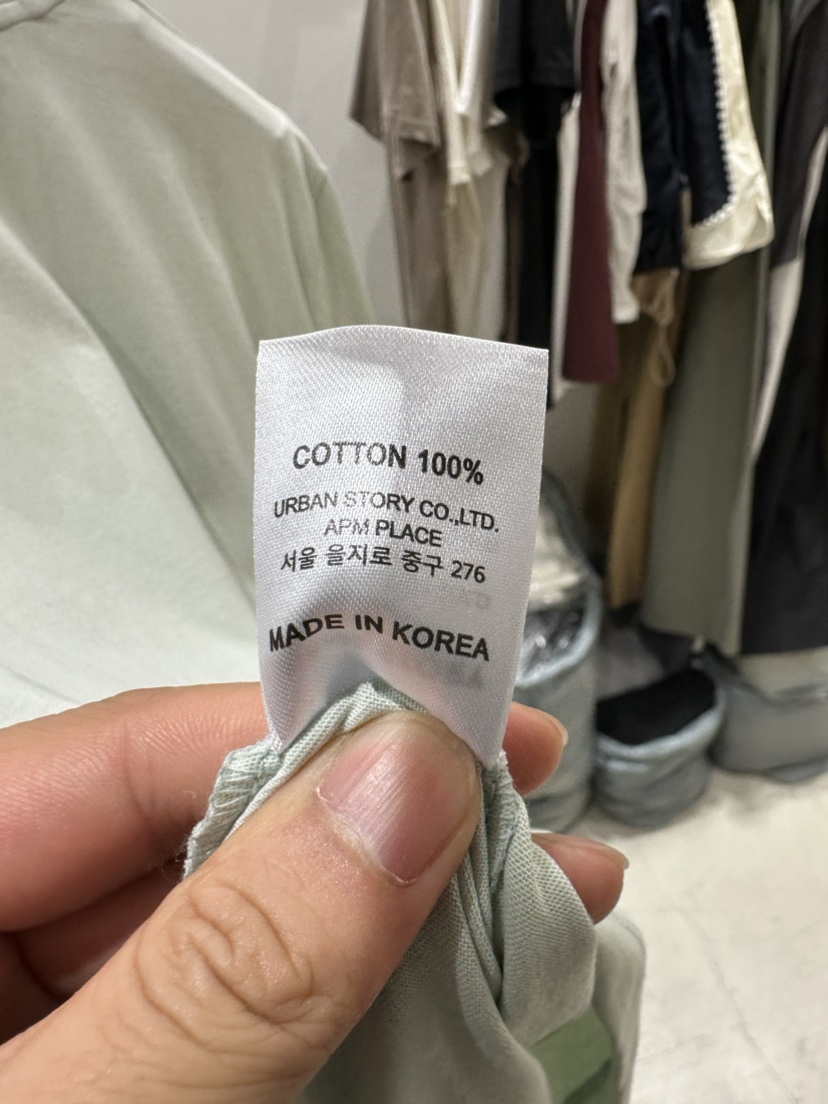 COTTON 100%
URBAN STORY CO.,LTD.
APM PLACE
서울 을지로 중구 276
MADE IN KOREA